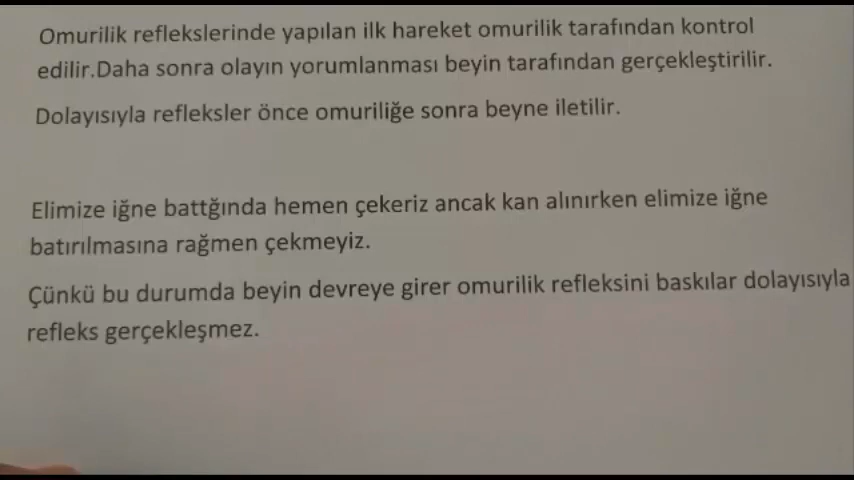 Omurilik reflekslerinde yapılan ilk hareket omurilik tarafından kontrol
edilir.Daha sonra olayın yorumlanması beyin tarafından gerçekleştirilir.
Dolayısıyla refleksler önce omuriliğe sonra beyne iletilir.
Elimize iğne battğında hemen çekeriz ancak kan alınırken elimize iğne
batırılmasına rağmen çekmeyiz.
Çünkü bu durumda beyin devreye girer omurilik refleksini baskılar dolayısıyla
refleks gerçekleşmez.